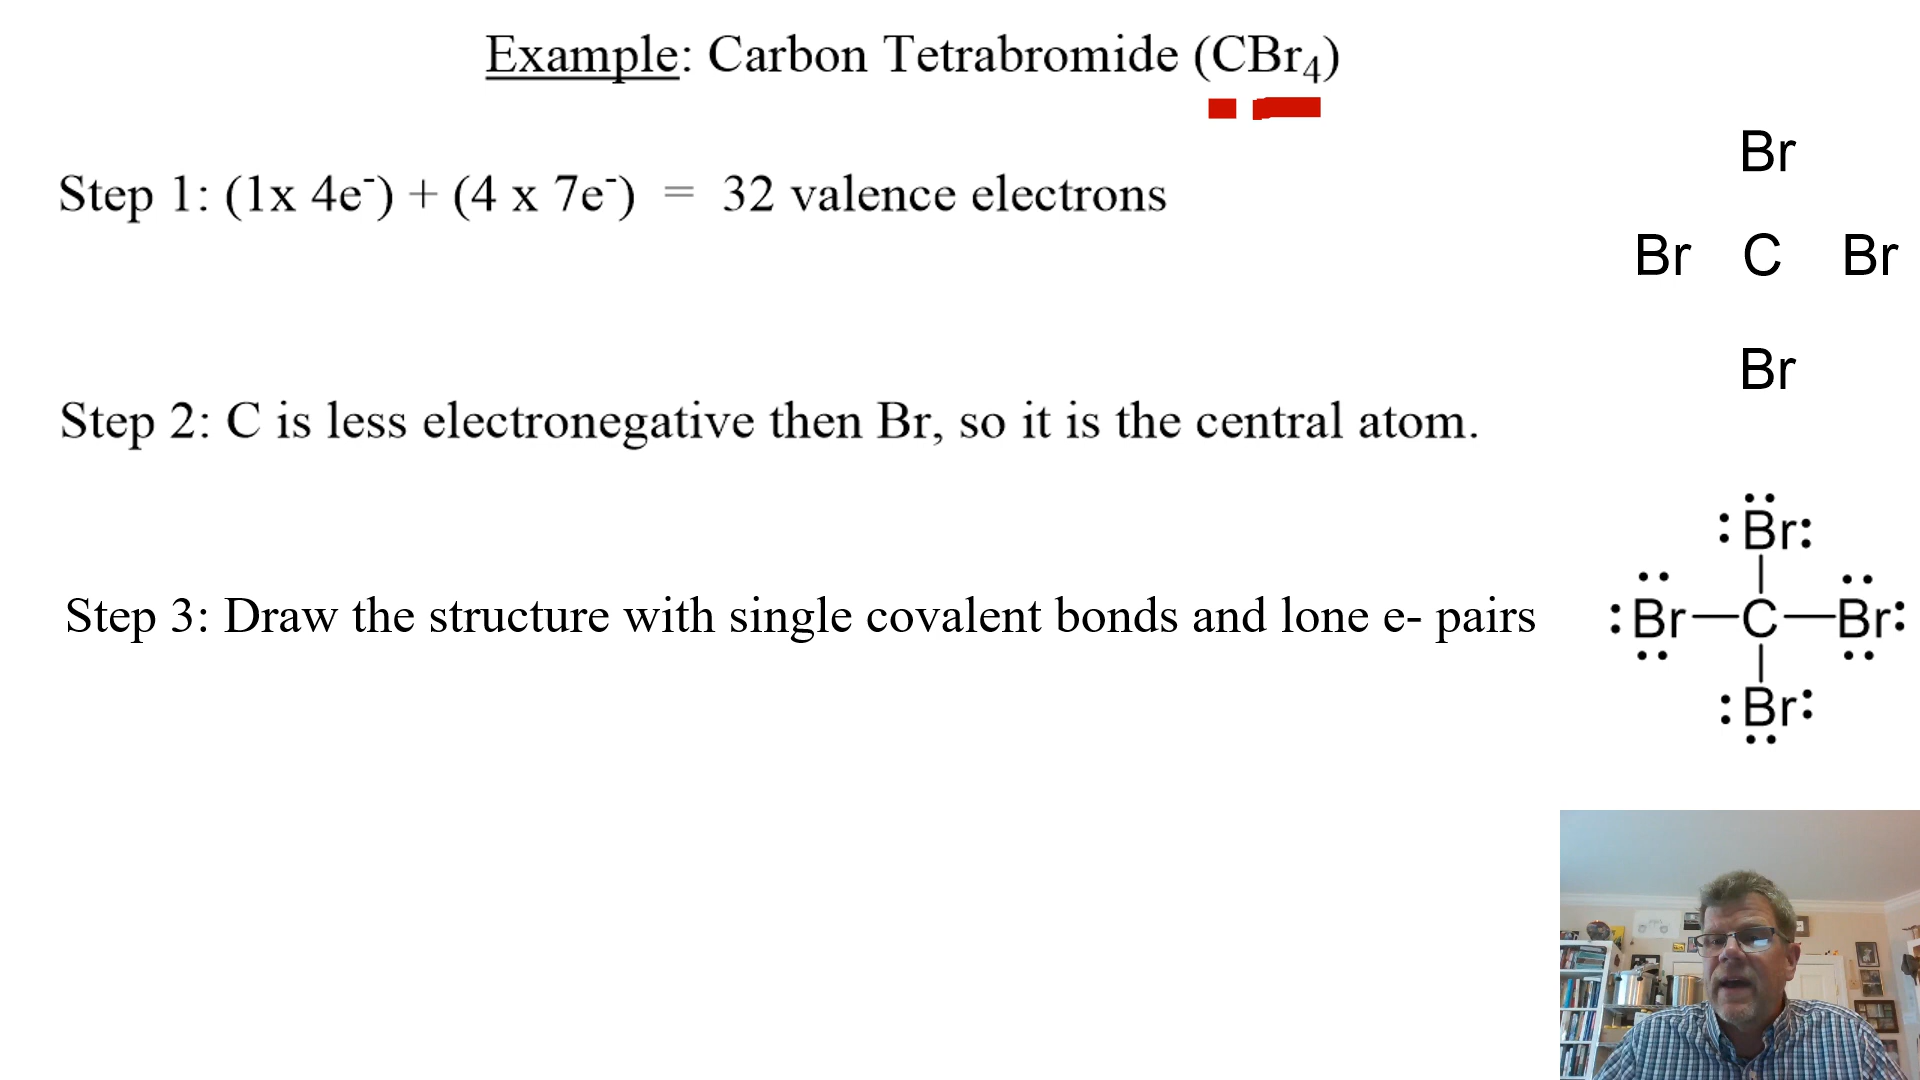 Example: Carbon Tetrabromide (CBr₄)
Step 1: (1x 4e⁻) + (4 x 7e⁻) = 32 valence electrons
Br
Br C Br
Br
Step 2: C is less electronegative then Br, so it is the central atom.
Step 3: Draw the structure with single covalent bonds and lone e- pairs
Br
Br—C—Br
Br